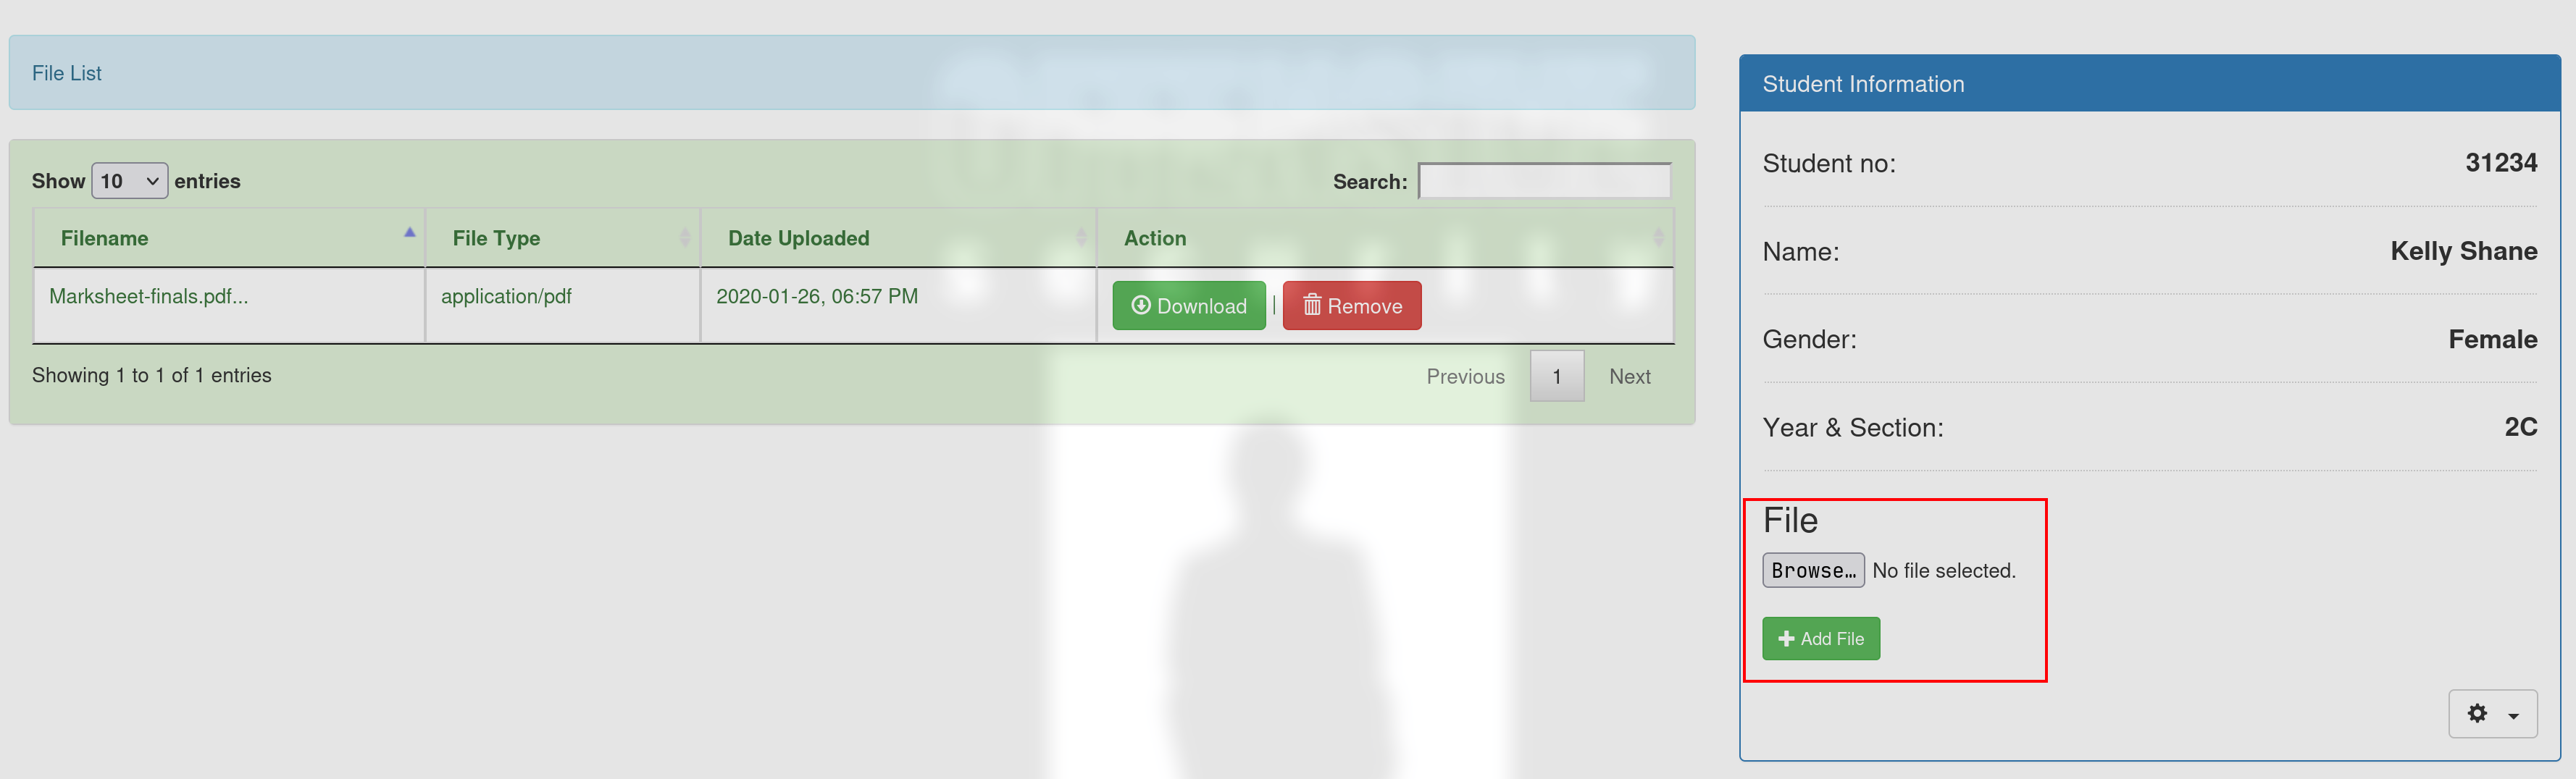 File List
Show 10 entries
Search:
Filename File Type Date Uploaded Action
Marksheet-finals.pdf... application/pdf 2020-01-26, 06:57 PM Download | Remove
Showing 1 to 1 of 1 entries
Previous 1 Next
Student Information
Student no: 31234
Name: Kelly Shane
Gender: Female
Year & Section: 2C
File
Browse... No file selected.
Add File